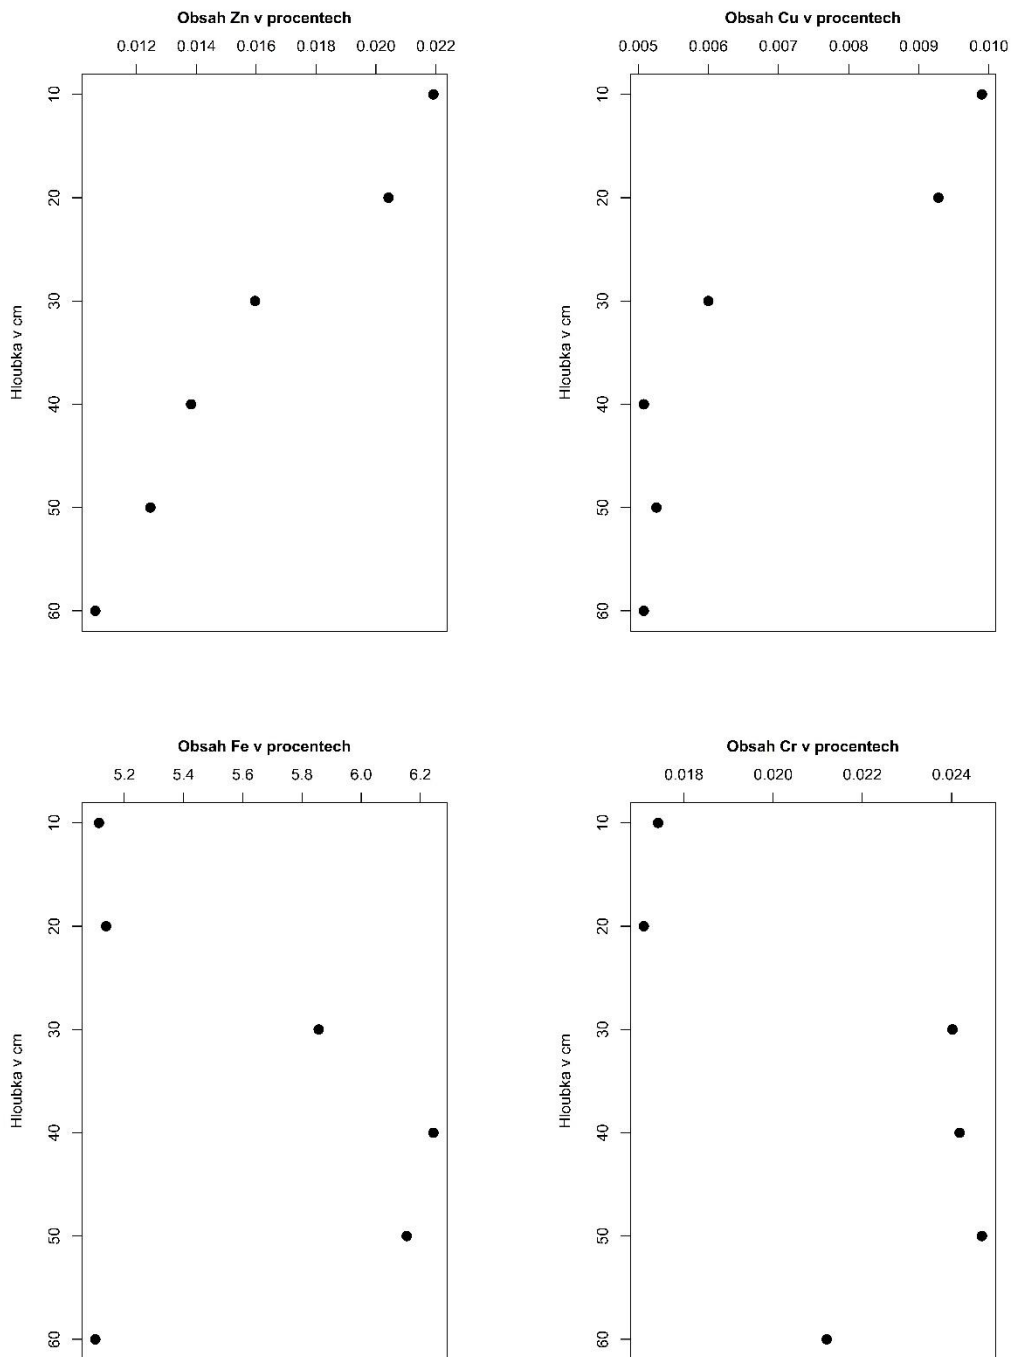 Obsah Zn v procentech
0.012 0.014 0.016 0.018 0.020 0.022
10
20
30
40
50
60
Hloubka v cm
Obsah Cu v procentech
0.005 0.006 0.007 0.008 0.009 0.010
10
20
30
40
50
60
Hloubka v cm
Obsah Fe v procentech
5.2 5.4 5.6 5.8 6.0 6.2
10
20
30
40
50
60
Hloubka v cm
Obsah Cr v procentech
0.018 0.020 0.022 0.024
10
20
30
40
50
60
Hloubka v cm